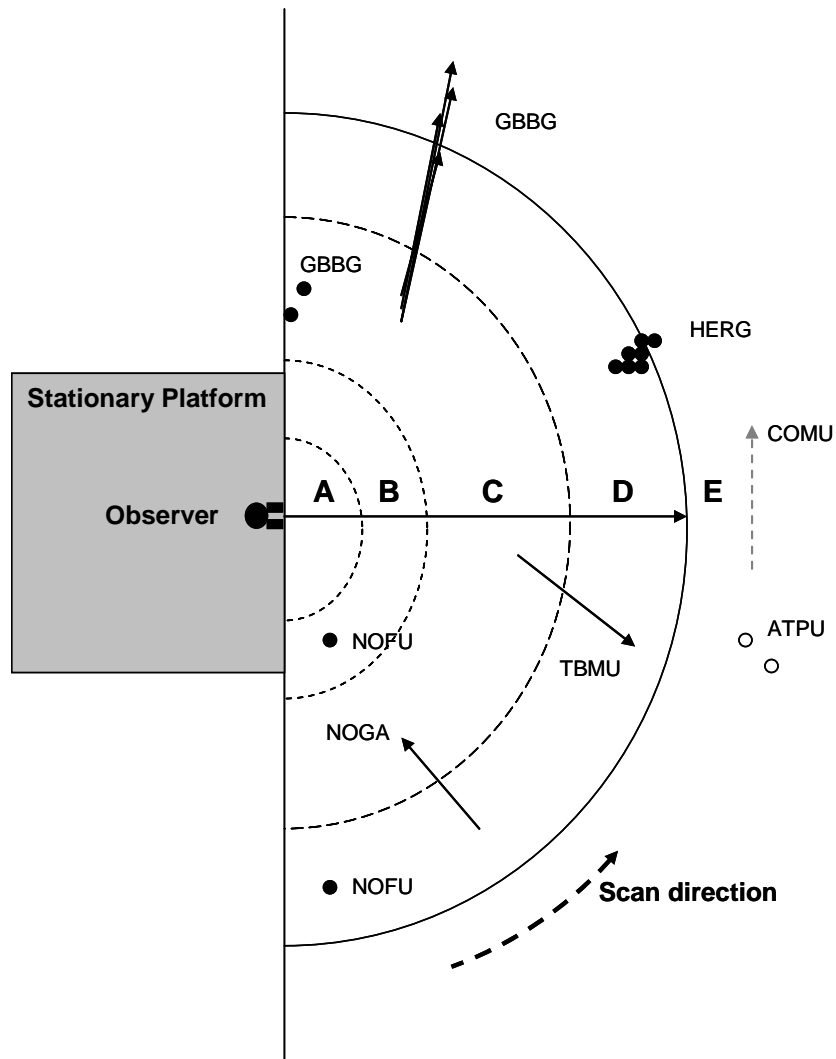 GBBG
GBBG
HERG
Stationary Platform
COMU
A B C D E
Observer
NOFU
ATPU
TBMU
NOGA
NOFU
Scan direction